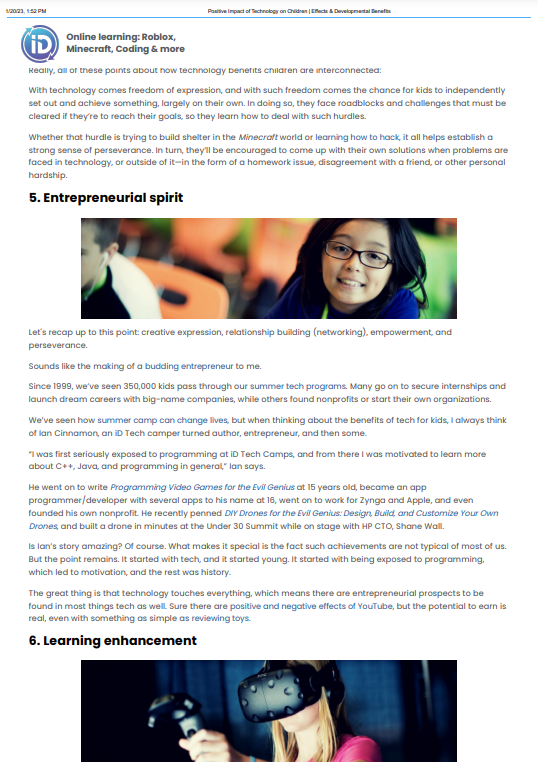 1/20/23, 1:52 PM
Positive Impact of Technology on Children | Effects & Developmental Benefits
iD
Online learning: Roblox,
Minecraft, Coding & more
Really, all of these points about how technology benefits children are interconnected:
With technology comes freedom of expression, and with such freedom comes the chance for kids to independently
set out and achieve something, largely on their own. In doing so, they face roadblocks and challenges that must be
cleared if they're to reach their goals, so they learn how to deal with such hurdles.
Whether that hurdle is trying to build shelter in the Minecraft world or learning how to hack, it all helps establish a
strong sense of perseverance. In turn, they'll be encouraged to come up with their own solutions when problems are
faced in technology, or outside of it—in the form of a homework issue, disagreement with a friend, or other personal
hardship.
5. Entrepreneurial spirit
Let's recap up to this point: creative expression, relationship building (networking), empowerment, and
perseverance.
Sounds like the making of a budding entrepreneur to me.
Since 1999, we've seen 350,000 kids pass through our summer tech programs. Many go on to secure internships and
launch dream careers with big-name companies, while others found nonprofits or start their own organizations.
We've seen how summer camp can change lives, but when thinking about the benefits of tech for kids, I always think
of Ian Cinnamon, an iD Tech camper turned author, entrepreneur, and then some.
"I was first seriously exposed to programming at iD Tech Camps, and from there I was motivated to learn more
about C++, Java, and programming in general," Ian says.
He went on to write Programming Video Games for the Evil Genius at 15 years old, became an app
programmer/developer with several apps to his name at 16, went on to work for Zynga and Apple, and even
founded his own nonprofit. He recently penned DIY Drones for the Evil Genius: Design, Build, and Customize Your Own
Drones, and built a drone in minutes at the Under 30 Summit while on stage with HP CTO, Shane Wall.
Is Ian's story amazing? Of course. What makes it special is the fact such achievements are not typical of most of us.
But the point remains. It started with tech, and it started young. It started with being exposed to programming,
which led to motivation, and the rest was history.
The great thing is that technology touches everything, which means there are entrepreneurial prospects to be
found in most things tech as well. Sure there are positive and negative effects of YouTube, but the potential to earn is
real, even with something as simple as reviewing toys.
6. Learning enhancement